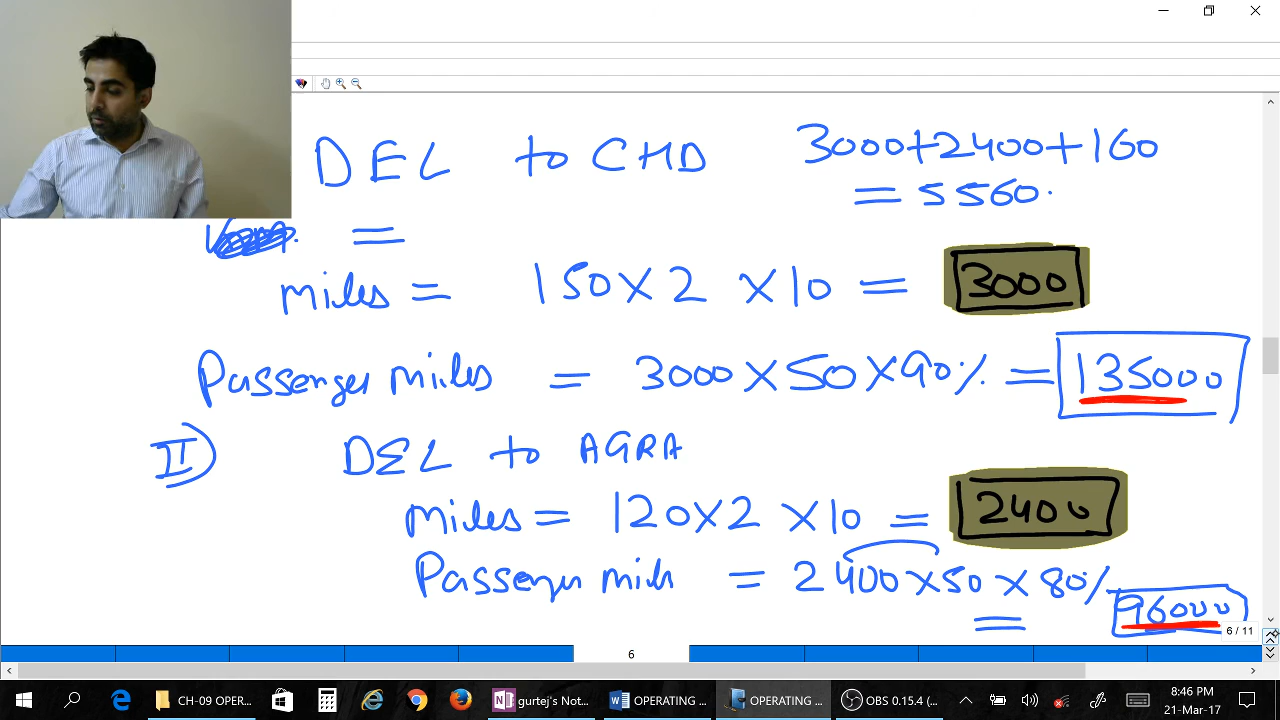 DEL to CHD
3000+2400+160
= 5560.
=
miles = 150 X 2 X 10 = 3000
Passenger miles = 3000 X 50 X 90% = 135000
II) DEL to AGRA
miles = 120 X 2 X 10 = 2400
Passenger mile = 2400 X 50 X 80%
= 96000
6 / 11
6
CH-09 OPER...
gurtej's Not...
OPERATING ...
OPERATING ...
OBS 0.15.4 (...
8:46 PM
21-Mar-17